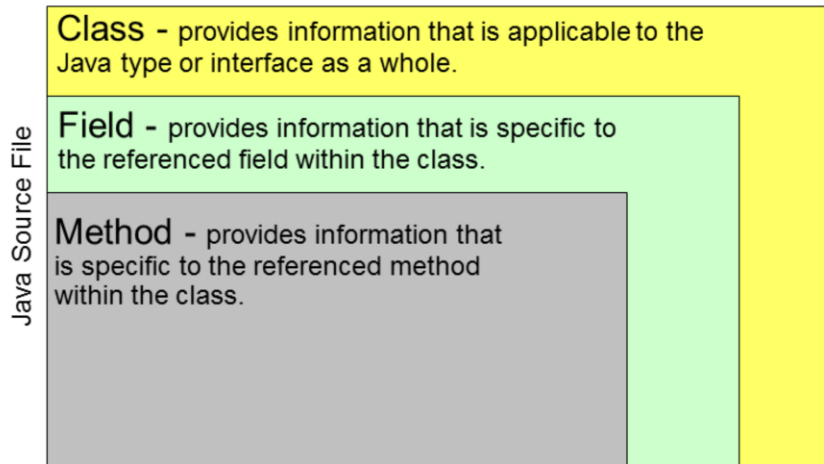 Class - provides information that is applicable to the
Java type or interface as a whole.
Field - provides information that is specific to
the referenced field within the class.
Method - provides information that
is specific to the referenced method
within the class.
Java Source File